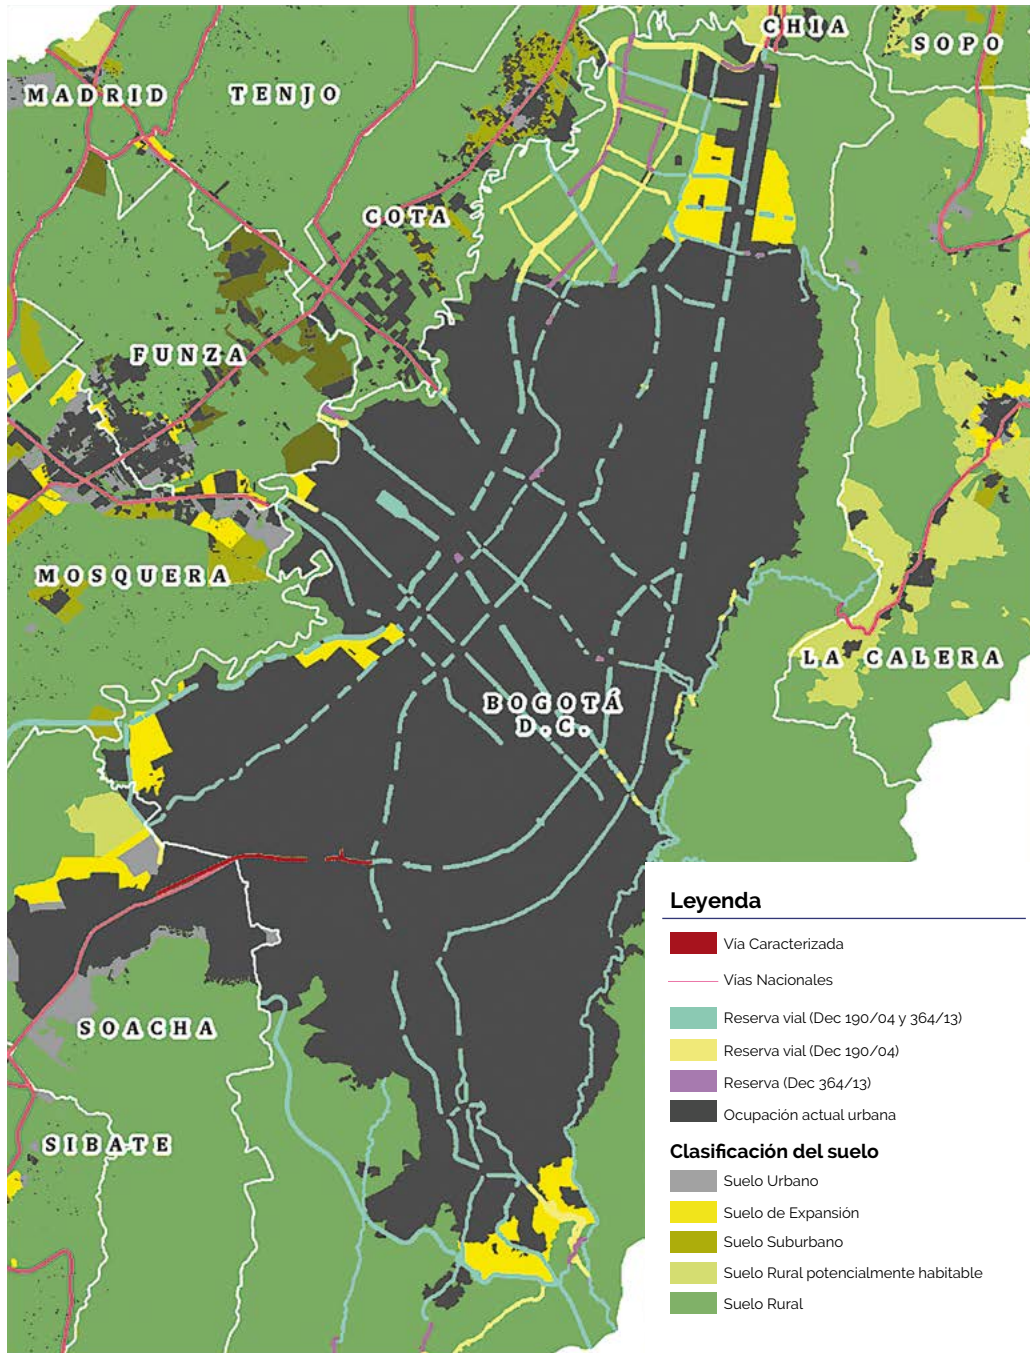 CHIA
SOPO
MADRID
TENJO
COTA
FUNZA
MOSQUERA
LA CALERA
BOGOTÁ
D.C.
SOACHA
SIBATE
Leyenda
Vía Caracterizada
Vías Nacionales
Reserva vial (Dec 190/04 y 364/13)
Reserva vial (Dec 190/04)
Reserva (Dec 364/13)
Ocupación actual urbana
Clasificación del suelo
Suelo Urbano
Suelo de Expansión
Suelo Suburbano
Suelo Rural potencialmente habitable
Suelo Rural